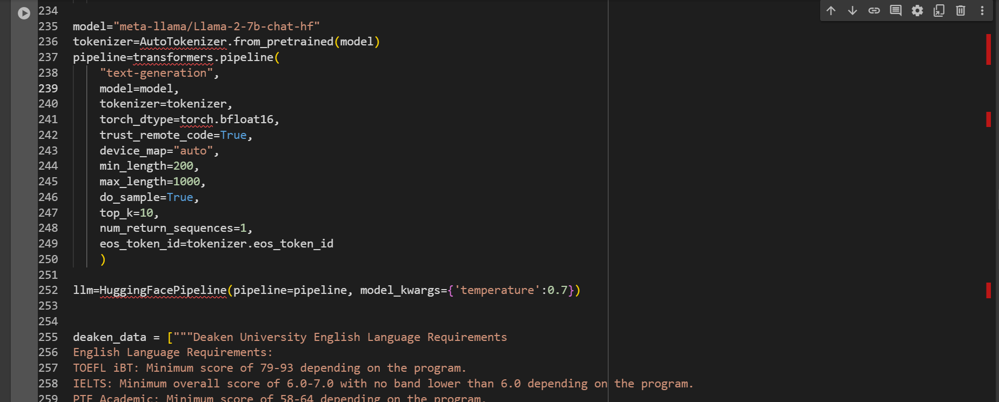 234
235 model="meta-llama/Llama-2-7b-chat-hf"
236 tokenizer=AutoTokenizer.from_pretrained(model)
237 pipeline=transformers.pipeline(
238     "text-generation",
239     model=model,
240     tokenizer=tokenizer,
241     torch_dtype=torch.bfloat16,
242     trust_remote_code=True,
243     device_map="auto",
244     min_length=200,
245     max_length=1000,
246     do_sample=True,
247     top_k=10,
248     num_return_sequences=1,
249     eos_token_id=tokenizer.eos_token_id
250     )
251
252 llm=HuggingFacePipeline(pipeline=pipeline, model_kwargs={'temperature':0.7})
253
254
255 deaken_data = ["""Deaken University English Language Requirements
256 English Language Requirements:
257 TOEFL iBT: Minimum score of 79-93 depending on the program.
258 IELTS: Minimum overall score of 6.0-7.0 with no band lower than 6.0 depending on the program.
259 PTE Academic: Minimum score of 58-64 depending on the program.